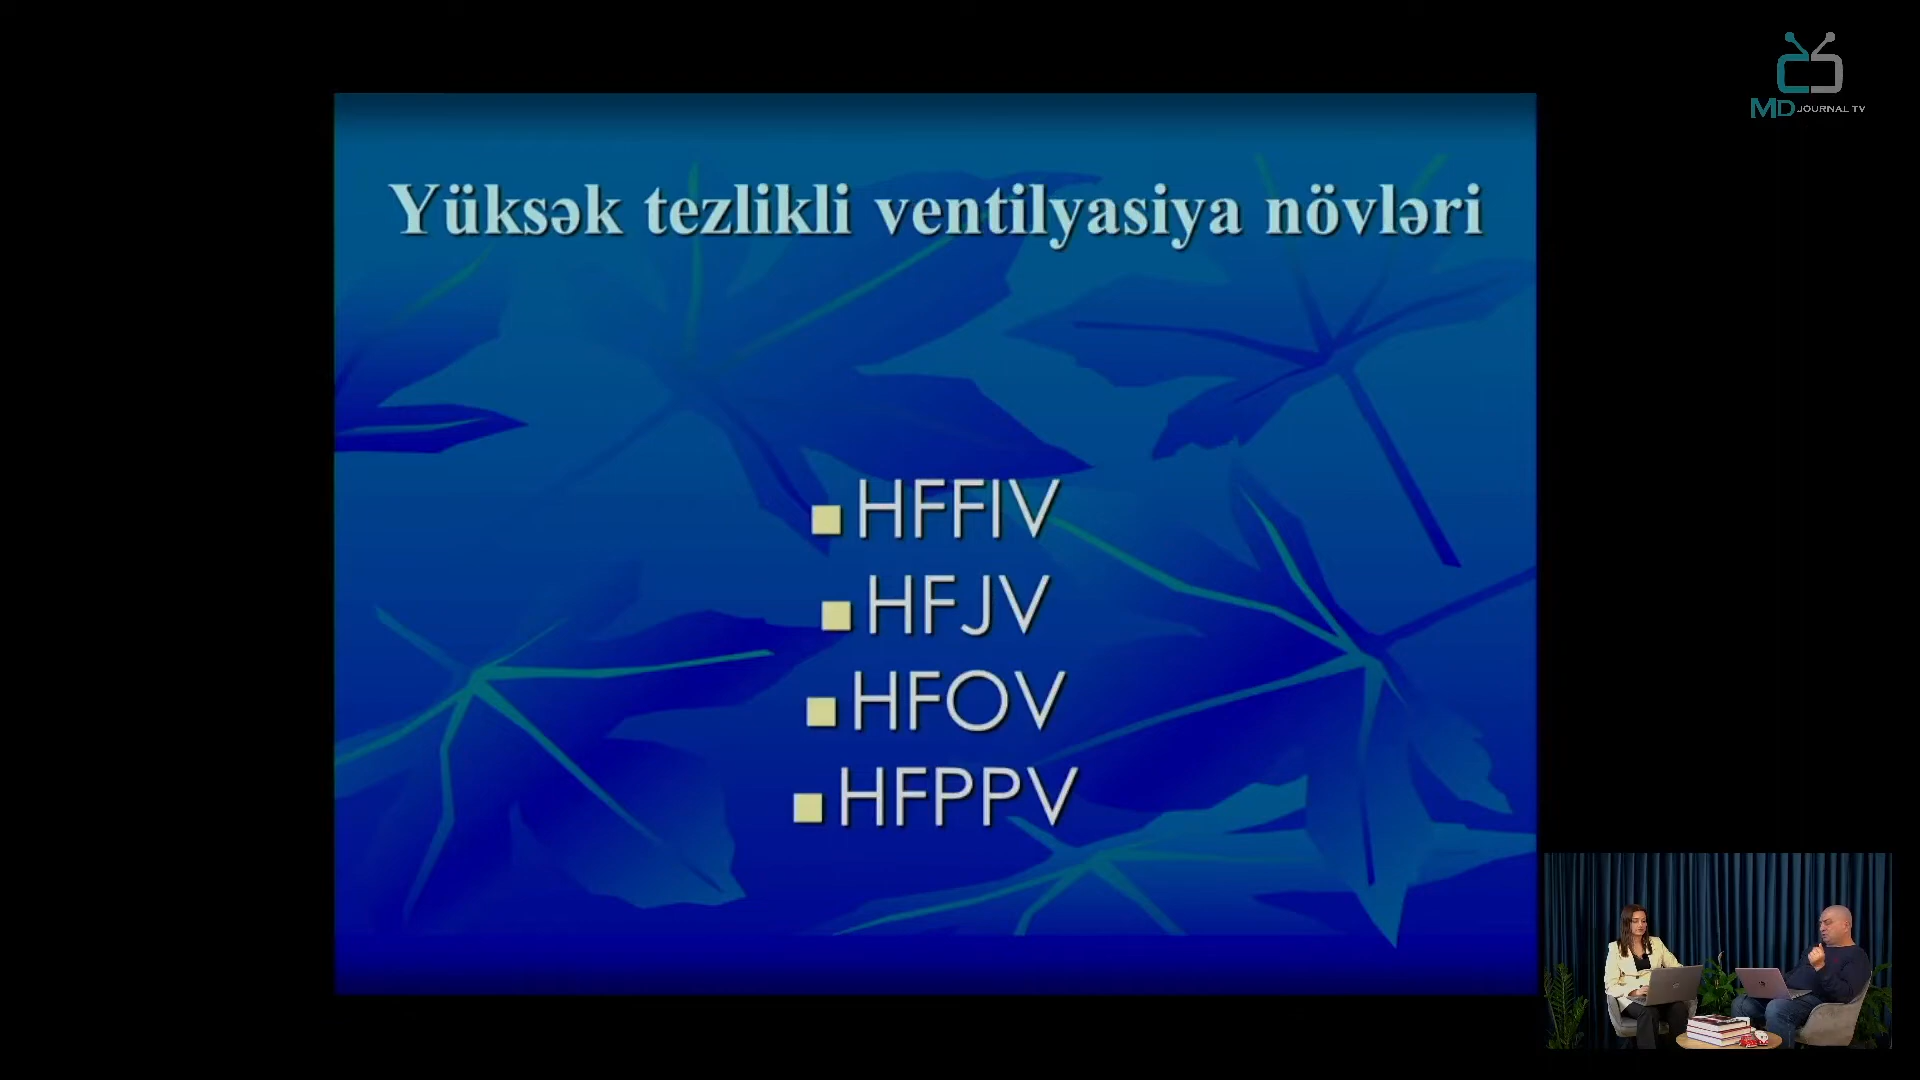 MD JOURNAL TV
Yüksək tezlikli ventilyasiya növləri
HFFIV
HFJV
HFOV
HFPPV